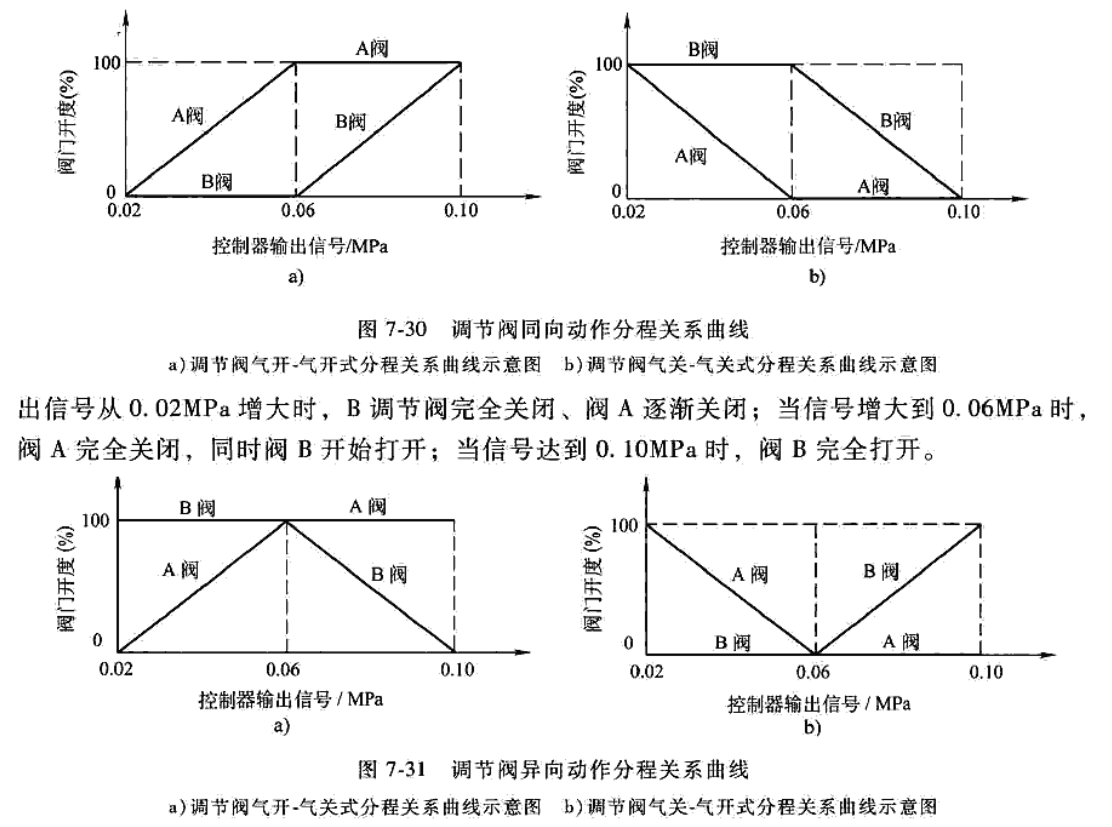 A阀
100
A阀
B阀
B阀
0
0.02
0.06
0.10
阀门开度(%)
控制器输出信号/MPa
a)
B阀
100
B阀
A阀
A阀
0
0.02
0.06
0.10
阀门开度(%)
控制器输出信号/MPa
b)
图 7-30 调节阀同向动作分程关系曲线
a)调节阀气开-气开式分程关系曲线示意图 b)调节阀气关-气关式分程关系曲线示意图
出信号从 0.02MPa 增大时，B 调节阀完全关闭、阀 A 逐渐关闭；当信号增大到 0.06MPa 时，
阀 A 完全关闭，同时阀 B 开始打开；当信号达到 0.10MPa 时，阀 B 完全打开。
B 阀
A 阀
100
A 阀
B 阀
0
0.02
0.06
0.10
阀门开度(%)
控制器输出信号 / MPa
a)
100
A 阀
B 阀
B 阀
A 阀
0
0.02
0.06
0.10
阀门开度(%)
控制器输出信号 / MPa
b)
图 7-31 调节阀异向动作分程关系曲线
a)调节阀气开-气关式分程关系曲线示意图 b)调节阀气关-气开式分程关系曲线示意图